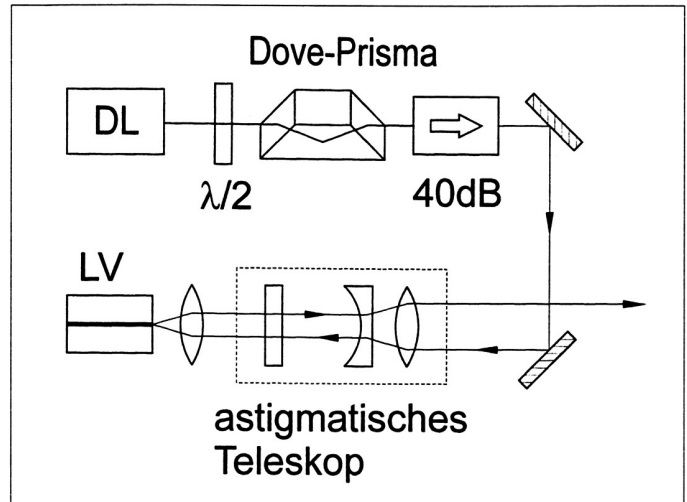 Dove-Prisma
DL
λ/2
40dB
LV
astigmatisches
Teleskop